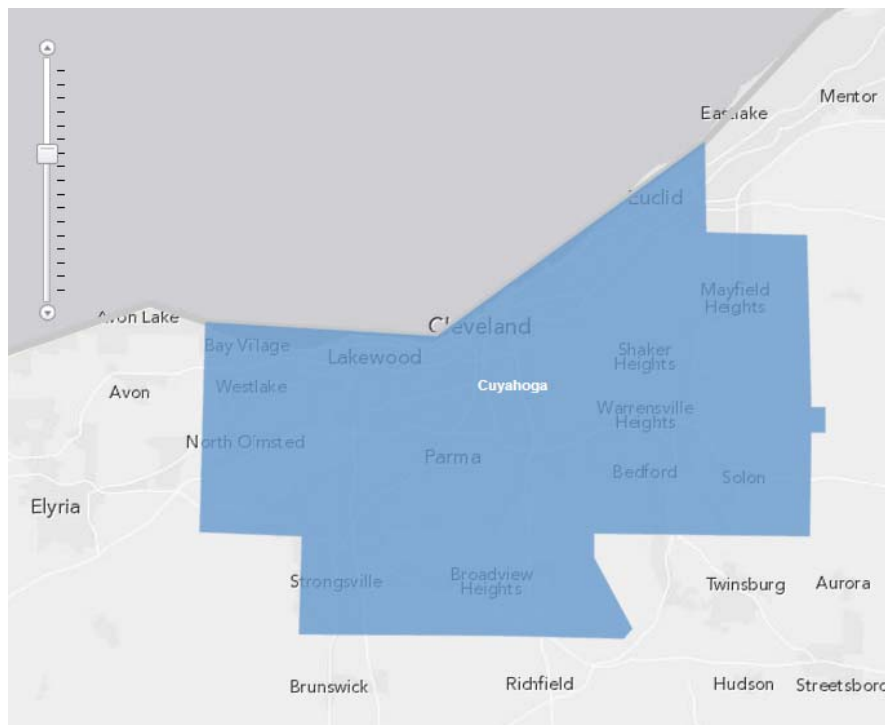 Mentor
Eastlake
Euclid
Mayfield
Heights
Avon Lake
Cleveland
Bay Village
Lakewood
Shaker
Heights
Avon
Westlake
Cuyahoga
Warrensville
Heights
North Olmsted
Parma
Bedford
Solon
Elyria
Strongsville
Broadview
Heights
Twinsburg
Aurora
Brunswick
Richfield
Hudson
Streetsboro